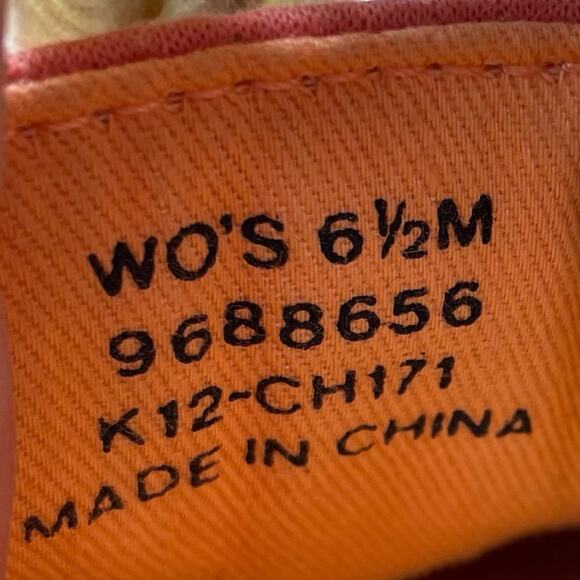 WO'S 6½M
9688656
K12-CH171
MADE IN CHINA